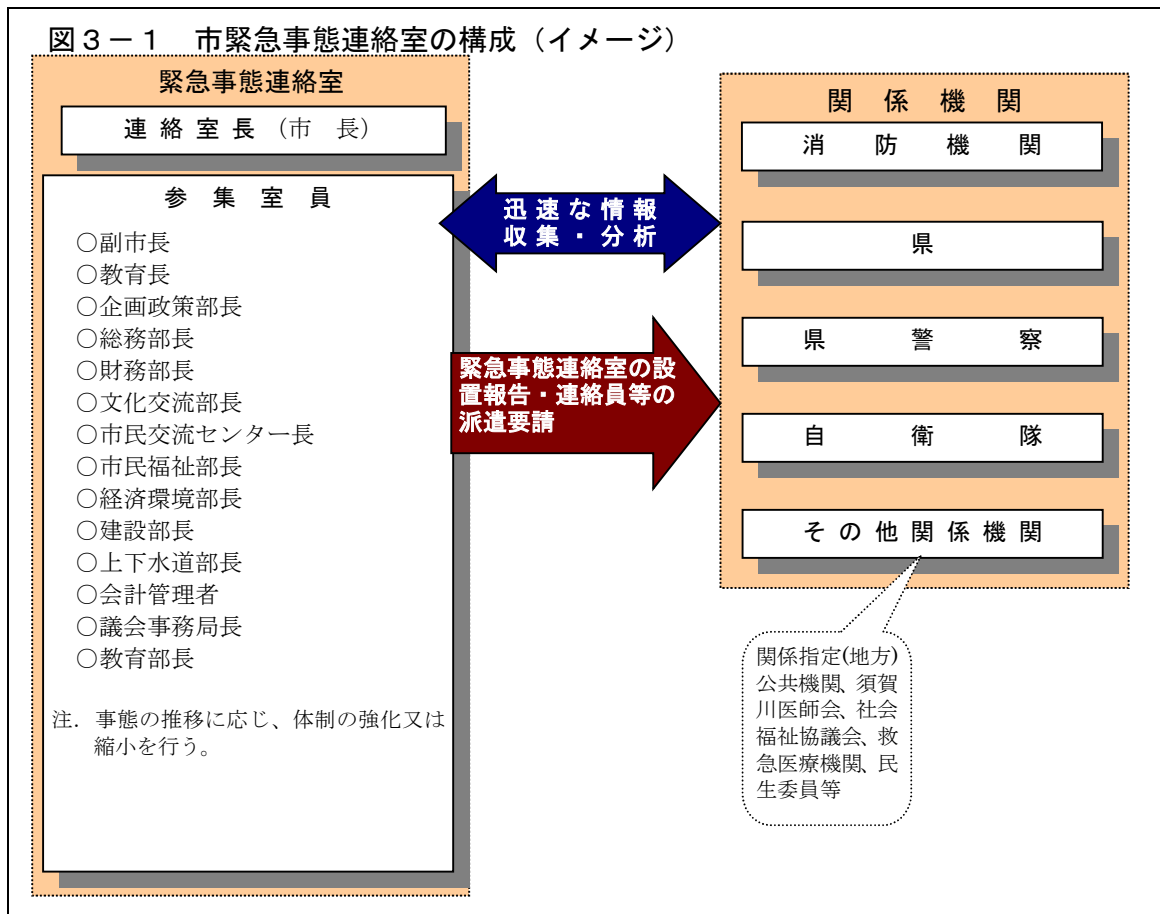 図3-1 市緊急事態連絡室の構成(イメージ)
緊急事態連絡室
連絡室長(市 長)
参集室員
○副市長
○教育長
○企画政策部長
○総務部長
○財務部長
○文化交流部長
○市民交流センター長
○市民福祉部長
○経済環境部長
○建設部長
○上下水道部長
○会計管理者
○議会事務局長
○教育部長
注.事態の推移に応じ、体制の強化又は
縮小を行う。
迅速な情報
収集・分析
緊急事態連絡室の設
置報告・連絡員等の
派遣要請
関係機関
消防機関
県
県警察
自衛隊
その他関係機関
関係指定(地方)
公共機関、須賀
川医師会、社会
福祉協議会、救
急医療機関、民
生委員等